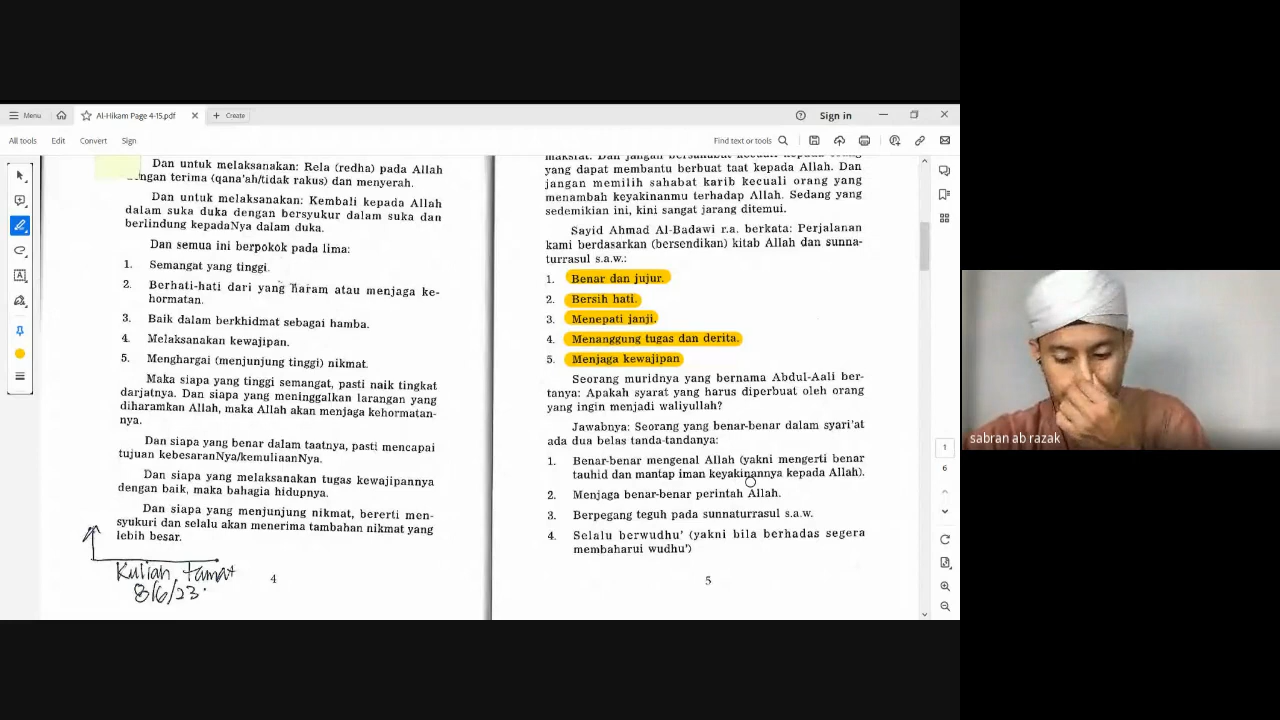 Menu
Al-Hikam Page 4-15.pdf
Create
Sign in
All tools
Edit
Convert
Sign
Find text or tools
Dan untuk melaksanakan: Rela (redha) pada Allah
dengan terima (qana'ah/tidak rakus) dan menyerah.
Dan untuk melaksanakan: Kembali kepada Allah
dalam suka duka dengan bersyukur dalam suka dan
berlindung kepadaNya dalam duka.
Dan semua ini berpokok pada lima:
1. Semangat yang tinggi.
2. Berhati-hati dari yang haram atau menjaga ke-
hormatan.
3. Baik dalam berkhidmat sebagai hamba.
4. Melaksanakan kewajipan.
5. Menghargai (menjunjung tinggi) nikmat.
Maka siapa yang tinggi semangat, pasti naik tingkat
darjatnya. Dan siapa yang meninggalkan larangan yang
diharamkan Allah, maka Allah akan menjaga kehormatan-
nya.
Dan siapa yang benar dalam taatnya, pasti mencapai
tujuan kebesaranNya/kemuliaanNya.
Dan siapa yang melaksanakan tugas kewajipannya
dengan baik, maka bahagia hidupnya.
Dan siapa yang menjunjung nikmat, bererti men-
syukuri dan selalu akan menerima tambahan nikmat yang
lebih besar.
Kuliah tamat
8/6/23.
4
maksiat. Dan jangan bersahabat kecuali kepada orang
yang dapat membantu berbuat taat kepada Allah. Dan
jangan memilih sahabat karib kecuali orang yang
menambah keyakinanmu terhadap Allah. Sedang yang
sedemikian ini, kini sangat jarang ditemui.
Sayid Ahmad Al-Badawi r.a. berkata: Perjalanan
kami berdasarkan (bersendikan) kitab Allah dan sunna-
turrasul s.a.w.:
1. Benar dan jujur.
2. Bersih hati.
3. Menepati janji.
4. Menanggung tugas dan derita.
5. Menjaga kewajipan
Seorang muridnya yang bernama Abdul-Aali ber-
tanya: Apakah syarat yang harus diperbuat oleh orang
yang ingin menjadi waliyullah?
Jawabnya: Seorang yang benar-benar dalam syari'at
ada dua belas tanda-tandanya:
1. Benar-benar mengenal Allah (yakni mengerti benar
tauhid dan mantap iman keyakinannya kepada Allah).
2. Menjaga benar-benar perintah Allah.
3. Berpegang teguh pada sunnaturrasul s.a.w.
4. Selalu berwudhu' (yakni bila berhadas segera
membaharui wudhu')
5
1
6
sabran ab razak